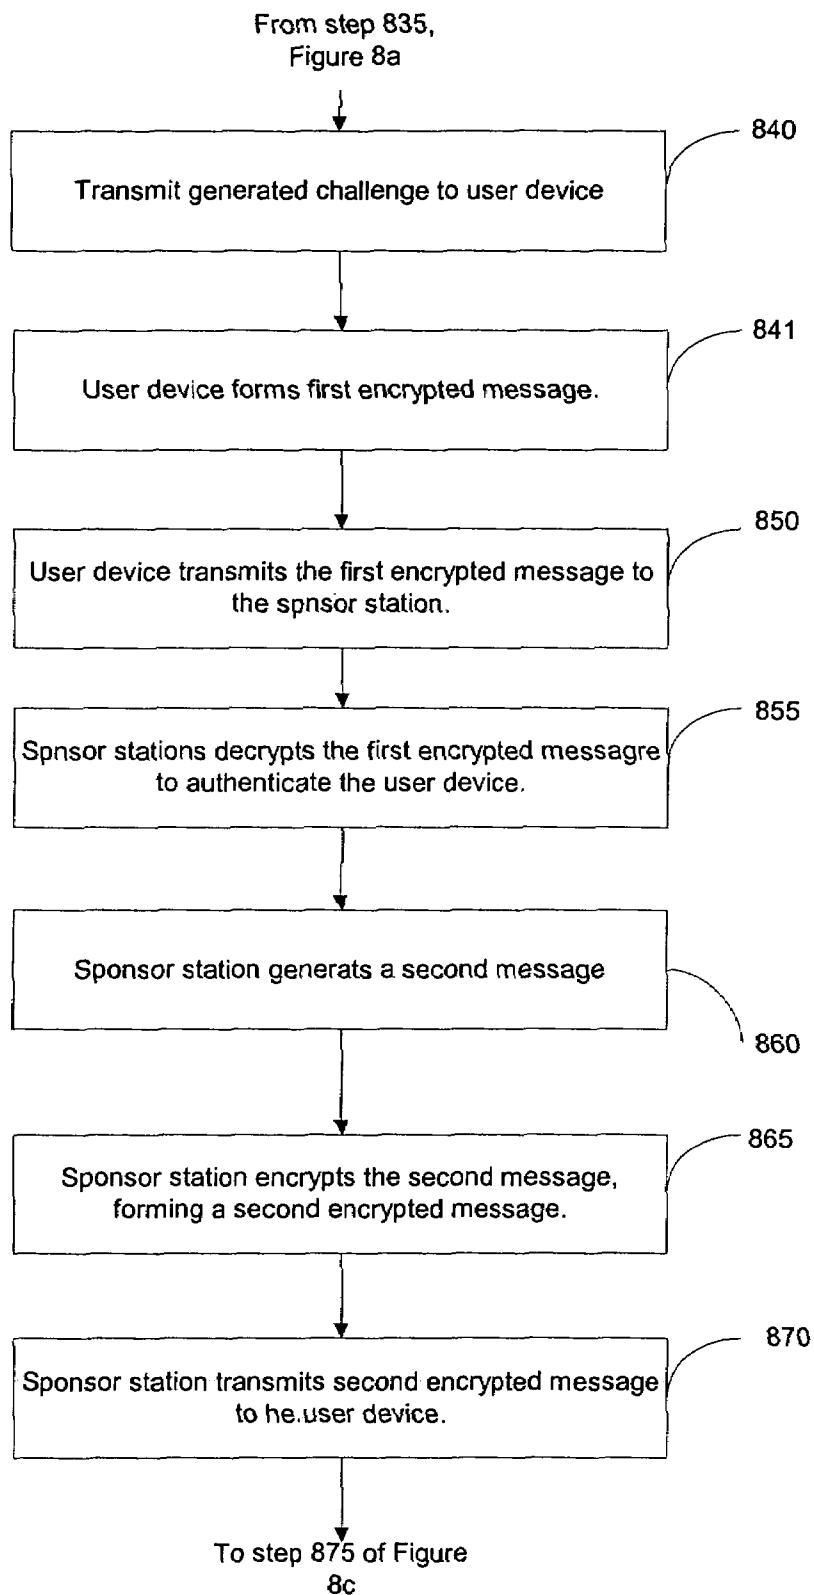 From step 835,
Figure 8a
840
Transmit generated challenge to user device
841
User device forms first encrypted message.
850
User device transmits the first encrypted message to
the spnsor station.
855
Spnsor stations decrypts the first encrypted messagre
to authenticate the user device.
Sponsor station generats a second message
860
865
Sponsor station encrypts the second message,
forming a second encrypted message.
870
Sponsor station transmits second encrypted message
to he.user device.
To step 875 of Figure
8c